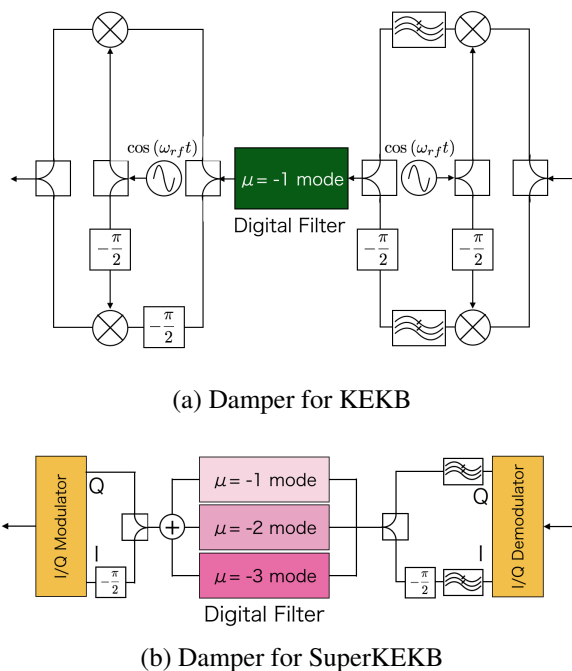 cos (ω_rf t)
cos (ω_rf t)
μ = -1 mode
Digital Filter
-π/2
-π/2
-π/2
-π/2
(a) Damper for KEKB
I/Q Modulator
Q
I
-π/2
μ = -1 mode
μ = -2 mode
μ = -3 mode
Digital Filter
-π/2
Q
I
I/Q Demodulator
(b) Damper for SuperKEKB